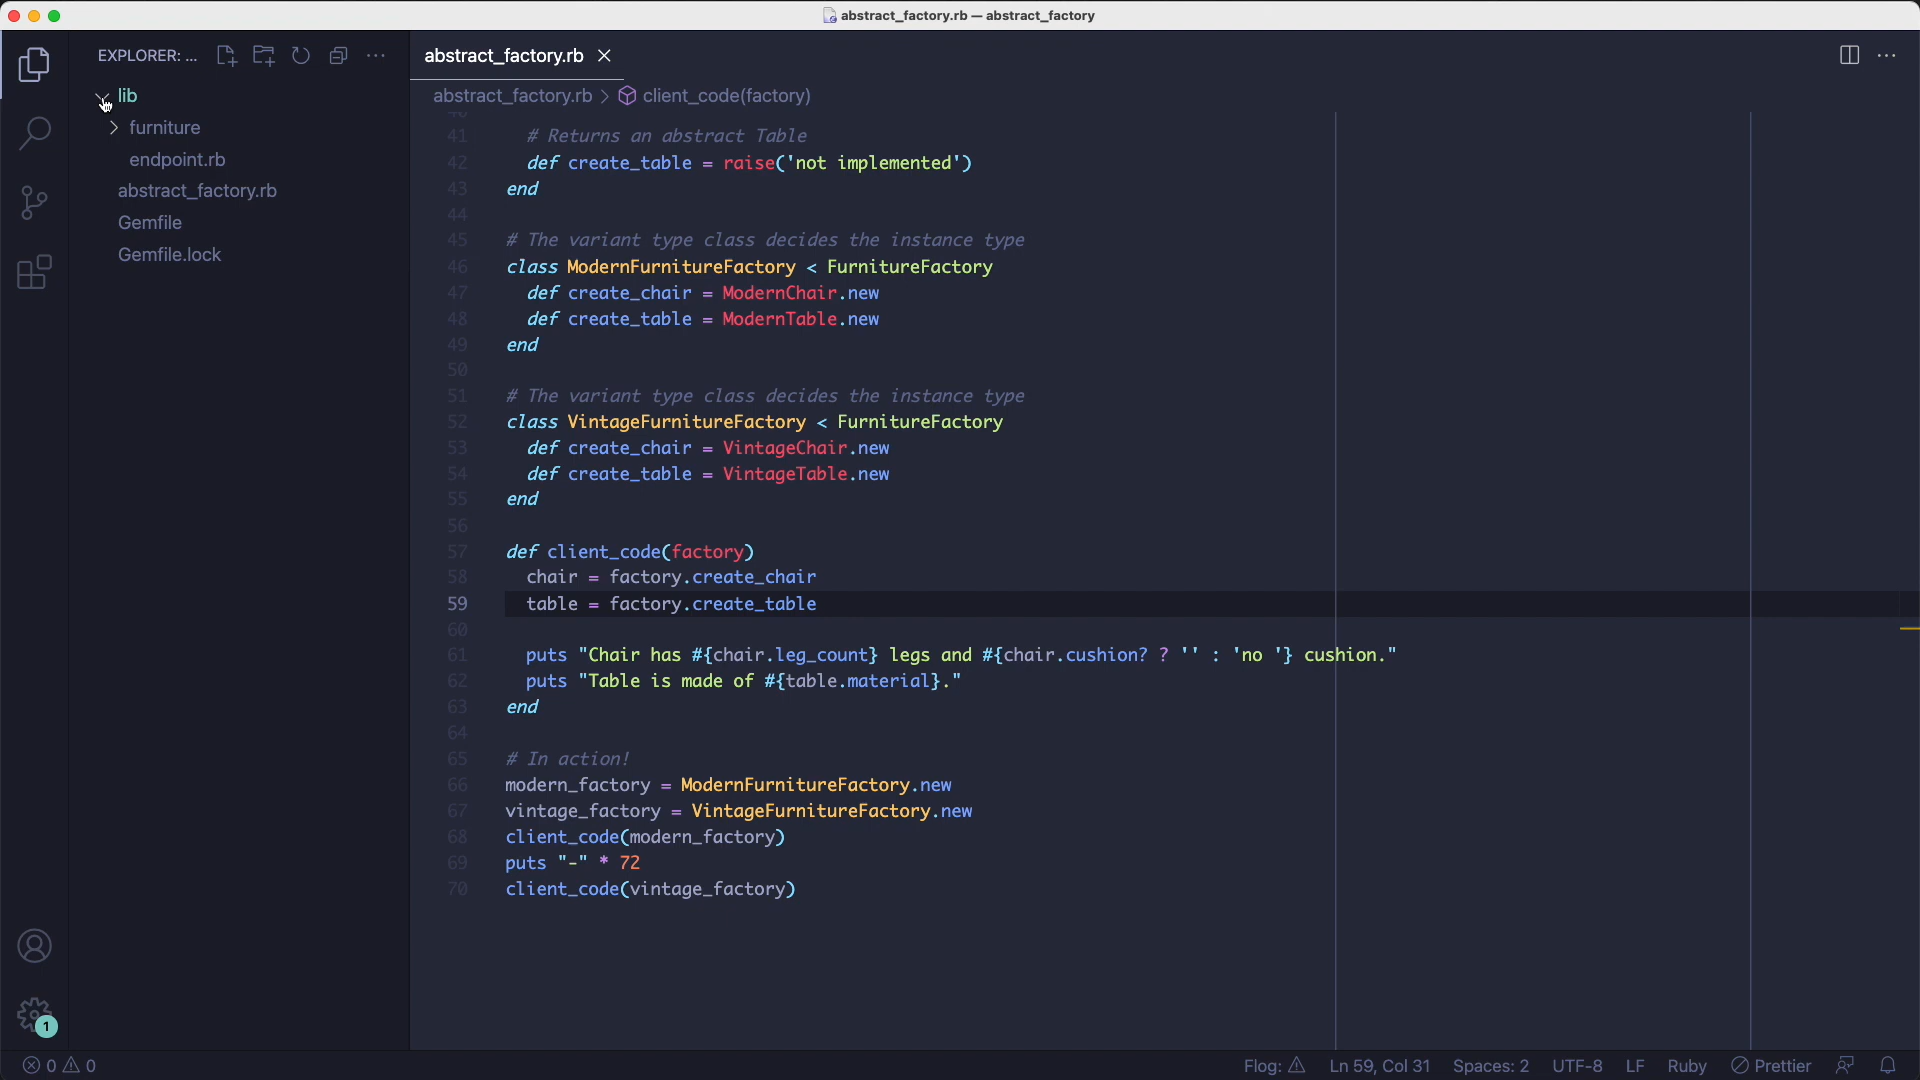 abstract_factory.rb — abstract_factory
EXPLORER: ...
abstract_factory.rb
lib
furniture
endpoint.rb
abstract_factory.rb
Gemfile
Gemfile.lock
1
abstract_factory.rb > client_code(factory)
40
41 # Returns an abstract Table
42 def create_table = raise('not implemented')
43 end
44
45 # The variant type class decides the instance type
46 class ModernFurnitureFactory < FurnitureFactory
47 def create_chair = ModernChair.new
48 def create_table = ModernTable.new
49 end
50
51 # The variant type class decides the instance type
52 class VintageFurnitureFactory < FurnitureFactory
53 def create_chair = VintageChair.new
54 def create_table = VintageTable.new
55 end
56
57 def client_code(factory)
58 chair = factory.create_chair
59 table = factory.create_table
60
61 puts "Chair has #{chair.leg_count} legs and #{chair.cushion? ? '' : 'no '} cushion."
62 puts "Table is made of #{table.material}."
63 end
64
65 # In action!
66 modern_factory = ModernFurnitureFactory.new
67 vintage_factory = VintageFurnitureFactory.new
68 client_code(modern_factory)
69 puts "-" * 72
70 client_code(vintage_factory)
0 0 Flog: Ln 59, Col 31 Spaces: 2 UTF-8 LF Ruby Prettier